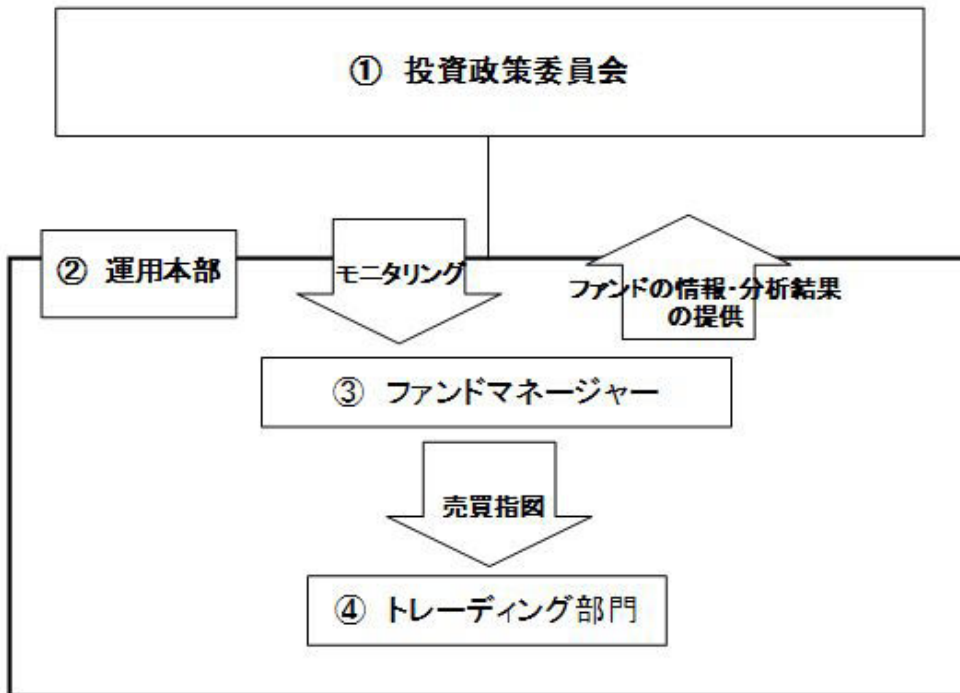 ① 投資政策委員会
② 運用本部
モニタリング
ファンドの情報・分析結果
の提供
③ ファンドマネージャー
売買指図
④ トレーディング部門